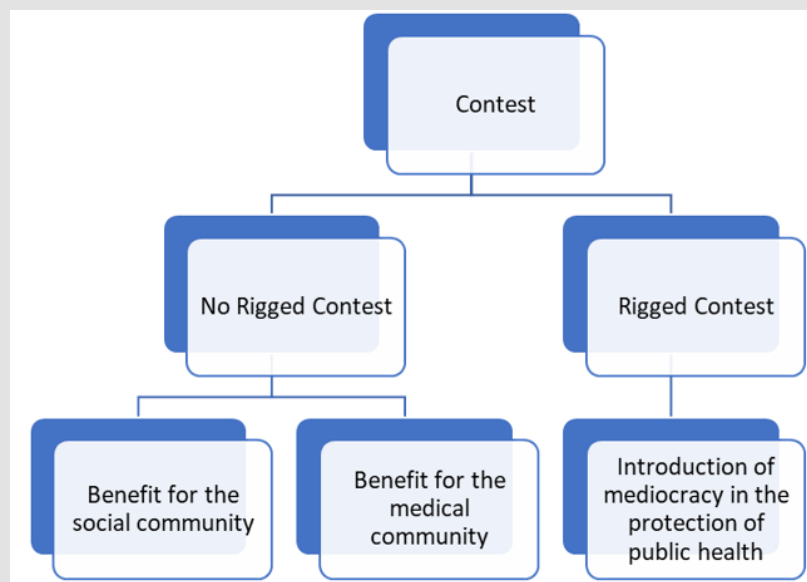 Contest
No Rigged Contest
Rigged Contest
Benefit for the
social community
Benefit for the
medical
community
Introduction of
mediocracy in the
protection of
public health